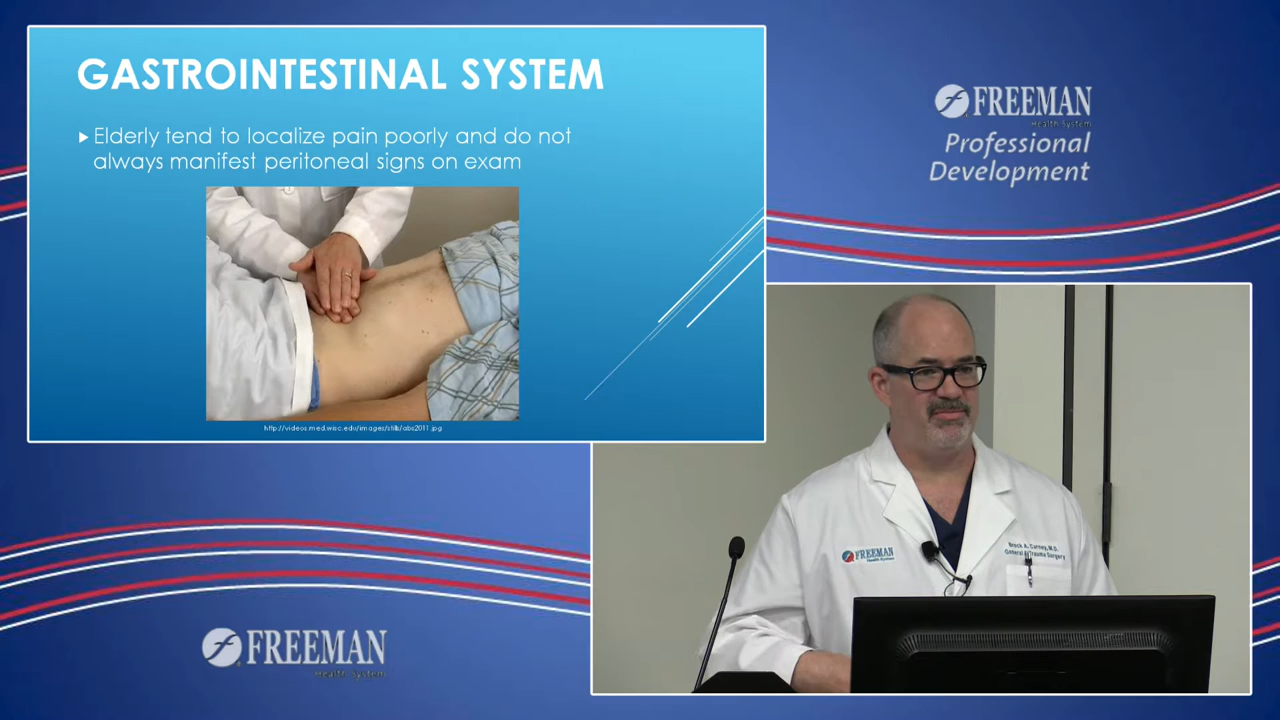 GASTROINTESTINAL SYSTEM
Elderly tend to localize pain poorly and do not
always manifest peritoneal signs on exam
http://videos.med.wisc.edu/images/stills/abs2011.jpg
FREEMAN
Health System
Professional
Development
FREEMAN
Health System
Brock A. Carney, M.D.
General & Trauma Surgery
FREEMAN
Health System